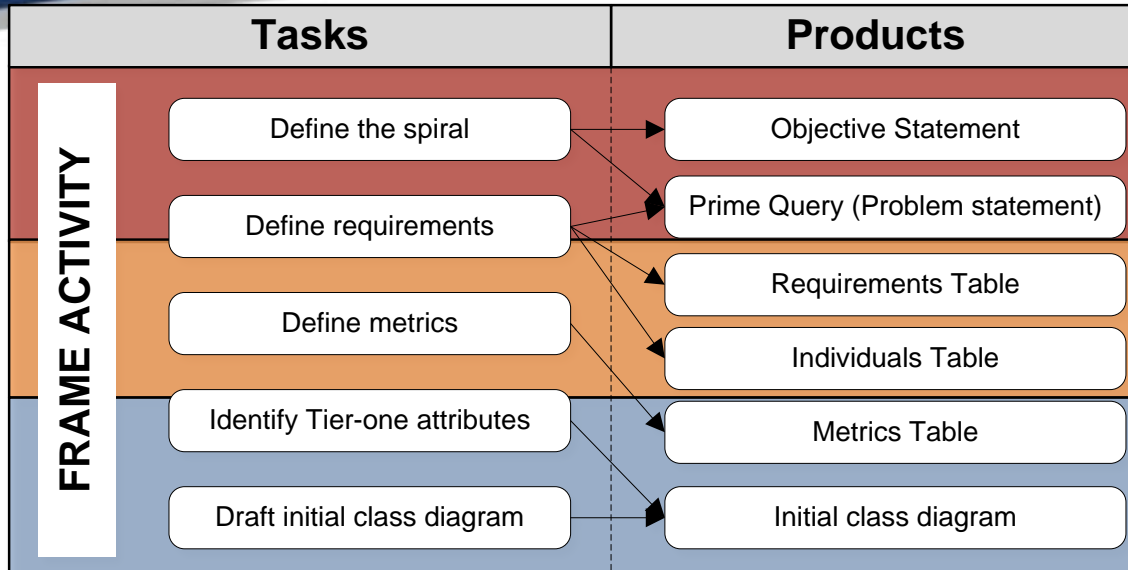 Tasks
Products
FRAME ACTIVITY
Define the spiral
Objective Statement
Prime Query (Problem statement)
Define requirements
Requirements Table
Define metrics
Individuals Table
Identify Tier-one attributes
Metrics Table
Draft initial class diagram
Initial class diagram